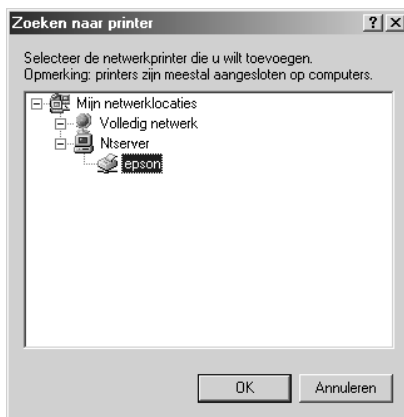 Zoeken naar printer
Selecteer de netwerkprinter die u wilt toevoegen.
Opmerking: printers zijn meestal aangesloten op computers.
Mijn netwerklocaties
Volledig netwerk
Ntserver
epson
OK
Annuleren